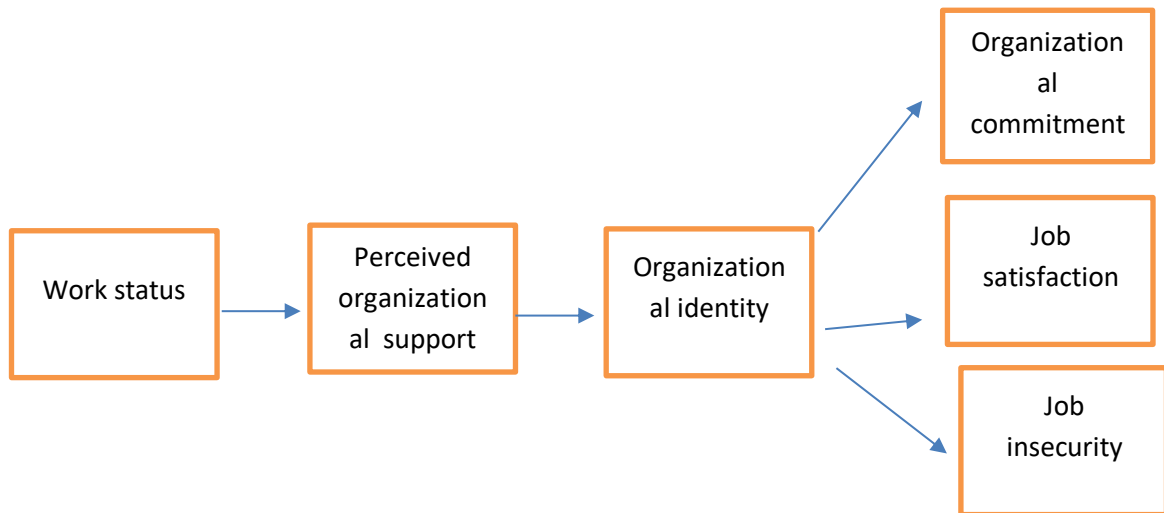 Work status
Perceived
organization
al support
Organization
al identity
Organization
al
commitment
Job
satisfaction
Job
insecurity